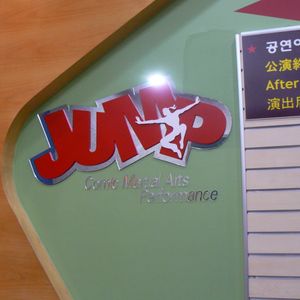 JUMP
Comic Martial Arts
Performance
★ 공연
公演
After
演出